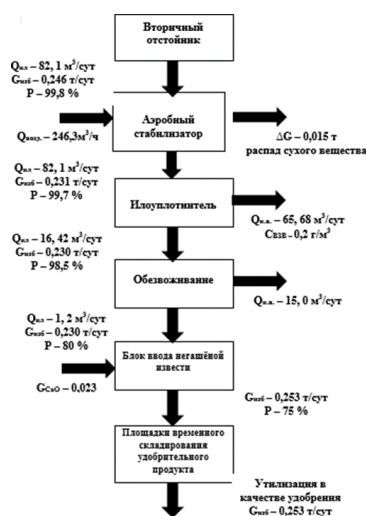 Вторичный
отстойник
Qил – 82, 1 м³/сут
Gизб – 0,246 т/сут
P – 99,8 %
Аэробный
стабилизатор
Qвозд. – 246,3м³/ч
ΔG – 0,015 т
распад сухого вещества
Qил – 82, 1 м³/сут
Gизб – 0,231 т/сут
P – 99,7 %
Илоуплотнитель
Qи.в. – 65, 68 м³/сут
CВЗВ – 0,2 г/м³
Qил – 16, 42 м³/сут
Gизб – 0,230 т/сут
P – 98,5 %
Обезвоживание
Qи.в. – 15, 0 м³/сут
Qил – 1, 2 м³/сут
Gизб – 0,230 т/сут
P – 80 %
Блок ввода негашёной
извести
GCaO – 0,023
Gизб – 0,253 т/сут
P – 75 %
Площадки временного
складирования
удобрительного
продукта
Утилизация в
качестве удобрения
Gизб – 0,253 т/сут